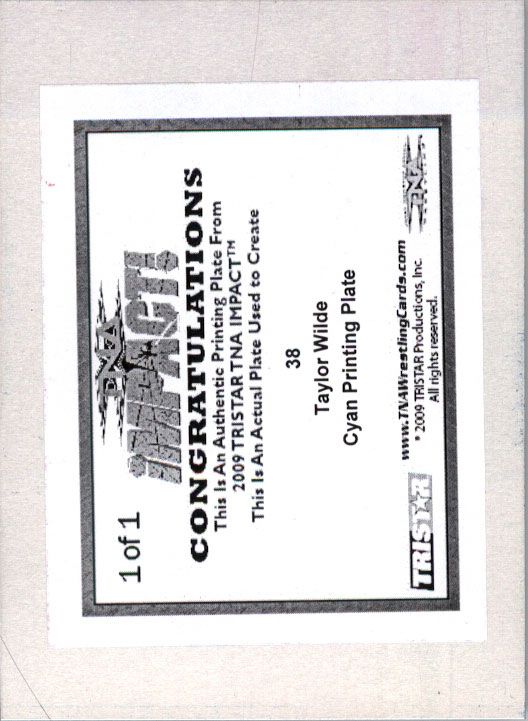 1 of 1
TNA
IMPACT!
CONGRATULATIONS
This Is An Authentic Printing Plate From
2009 TRISTAR TNA IMPACT™
This Is An Actual Plate Used to Create
38
Taylor Wilde
Cyan Printing Plate
TRISTAR
www.TNAWrestlingCards.com
® 2009 TRISTAR Productions, Inc.
All rights reserved.
TNA